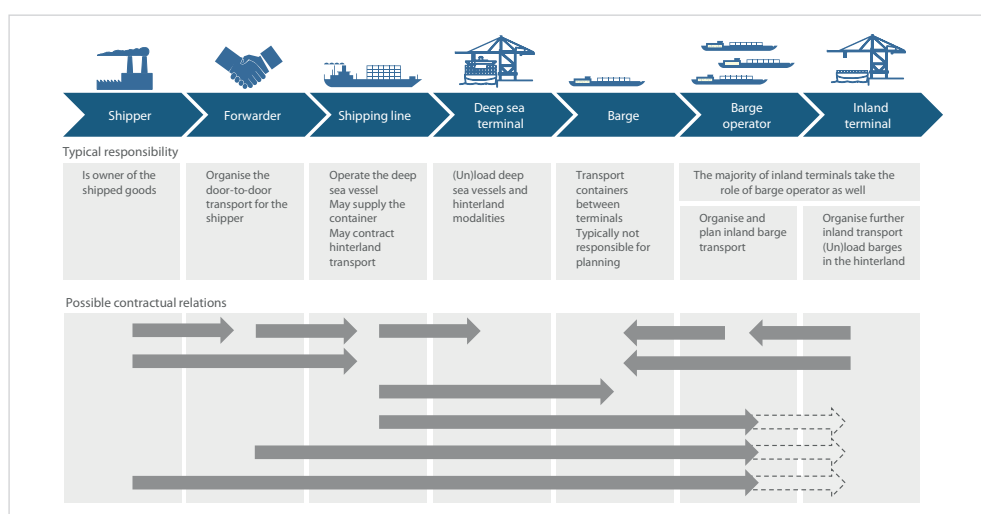 Shipper
Forwarder
Shipping line
Deep sea
terminal
Barge
Barge
operator
Inland
terminal
Typical responsibility
Is owner of the
shipped goods
Organise the
door-to-door
transport for the
shipper
Operate the deep
sea vessel
May supply the
container
May contract
hinterland
transport
(Un)load deep
sea vessels and
hinterland
modalities
Transport
containers
between
terminals
Typically not
responsible for
planning
The majority of inland terminals take the
role of barge operator as well
Organise and
plan inland barge
transport
Organise further
inland transport
(Un)load barges
in the hinterland
Possible contractual relations